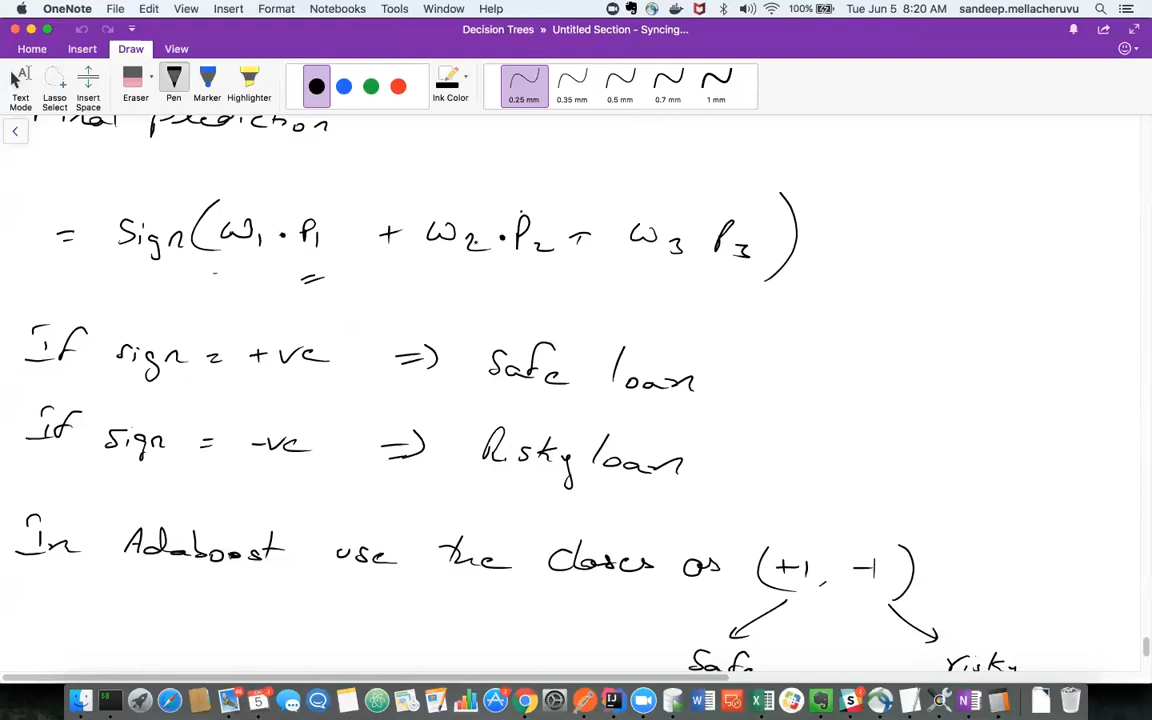 OneNote File Edit View Insert Format Notebooks Tools Window Help 100% Tue Jun 5 8:20 AM sandeep.mellacheruvu
Decision Trees » Untitled Section - Syncing...
Home Insert Draw View
Text Mode Lasso Select Insert Space Eraser Pen Marker Highlighter Ink Color 0.25 mm 0.35 mm 0.5 mm 0.7 mm 1 mm
Final prediction
= Sign(ω1 · P1 + ω2 · P2 + ω3 P3)
If sign = +ve => Safe loan
If sign = -ve => Risky loan
In Adaboost use the classes as (+1, -1)
Safe risky